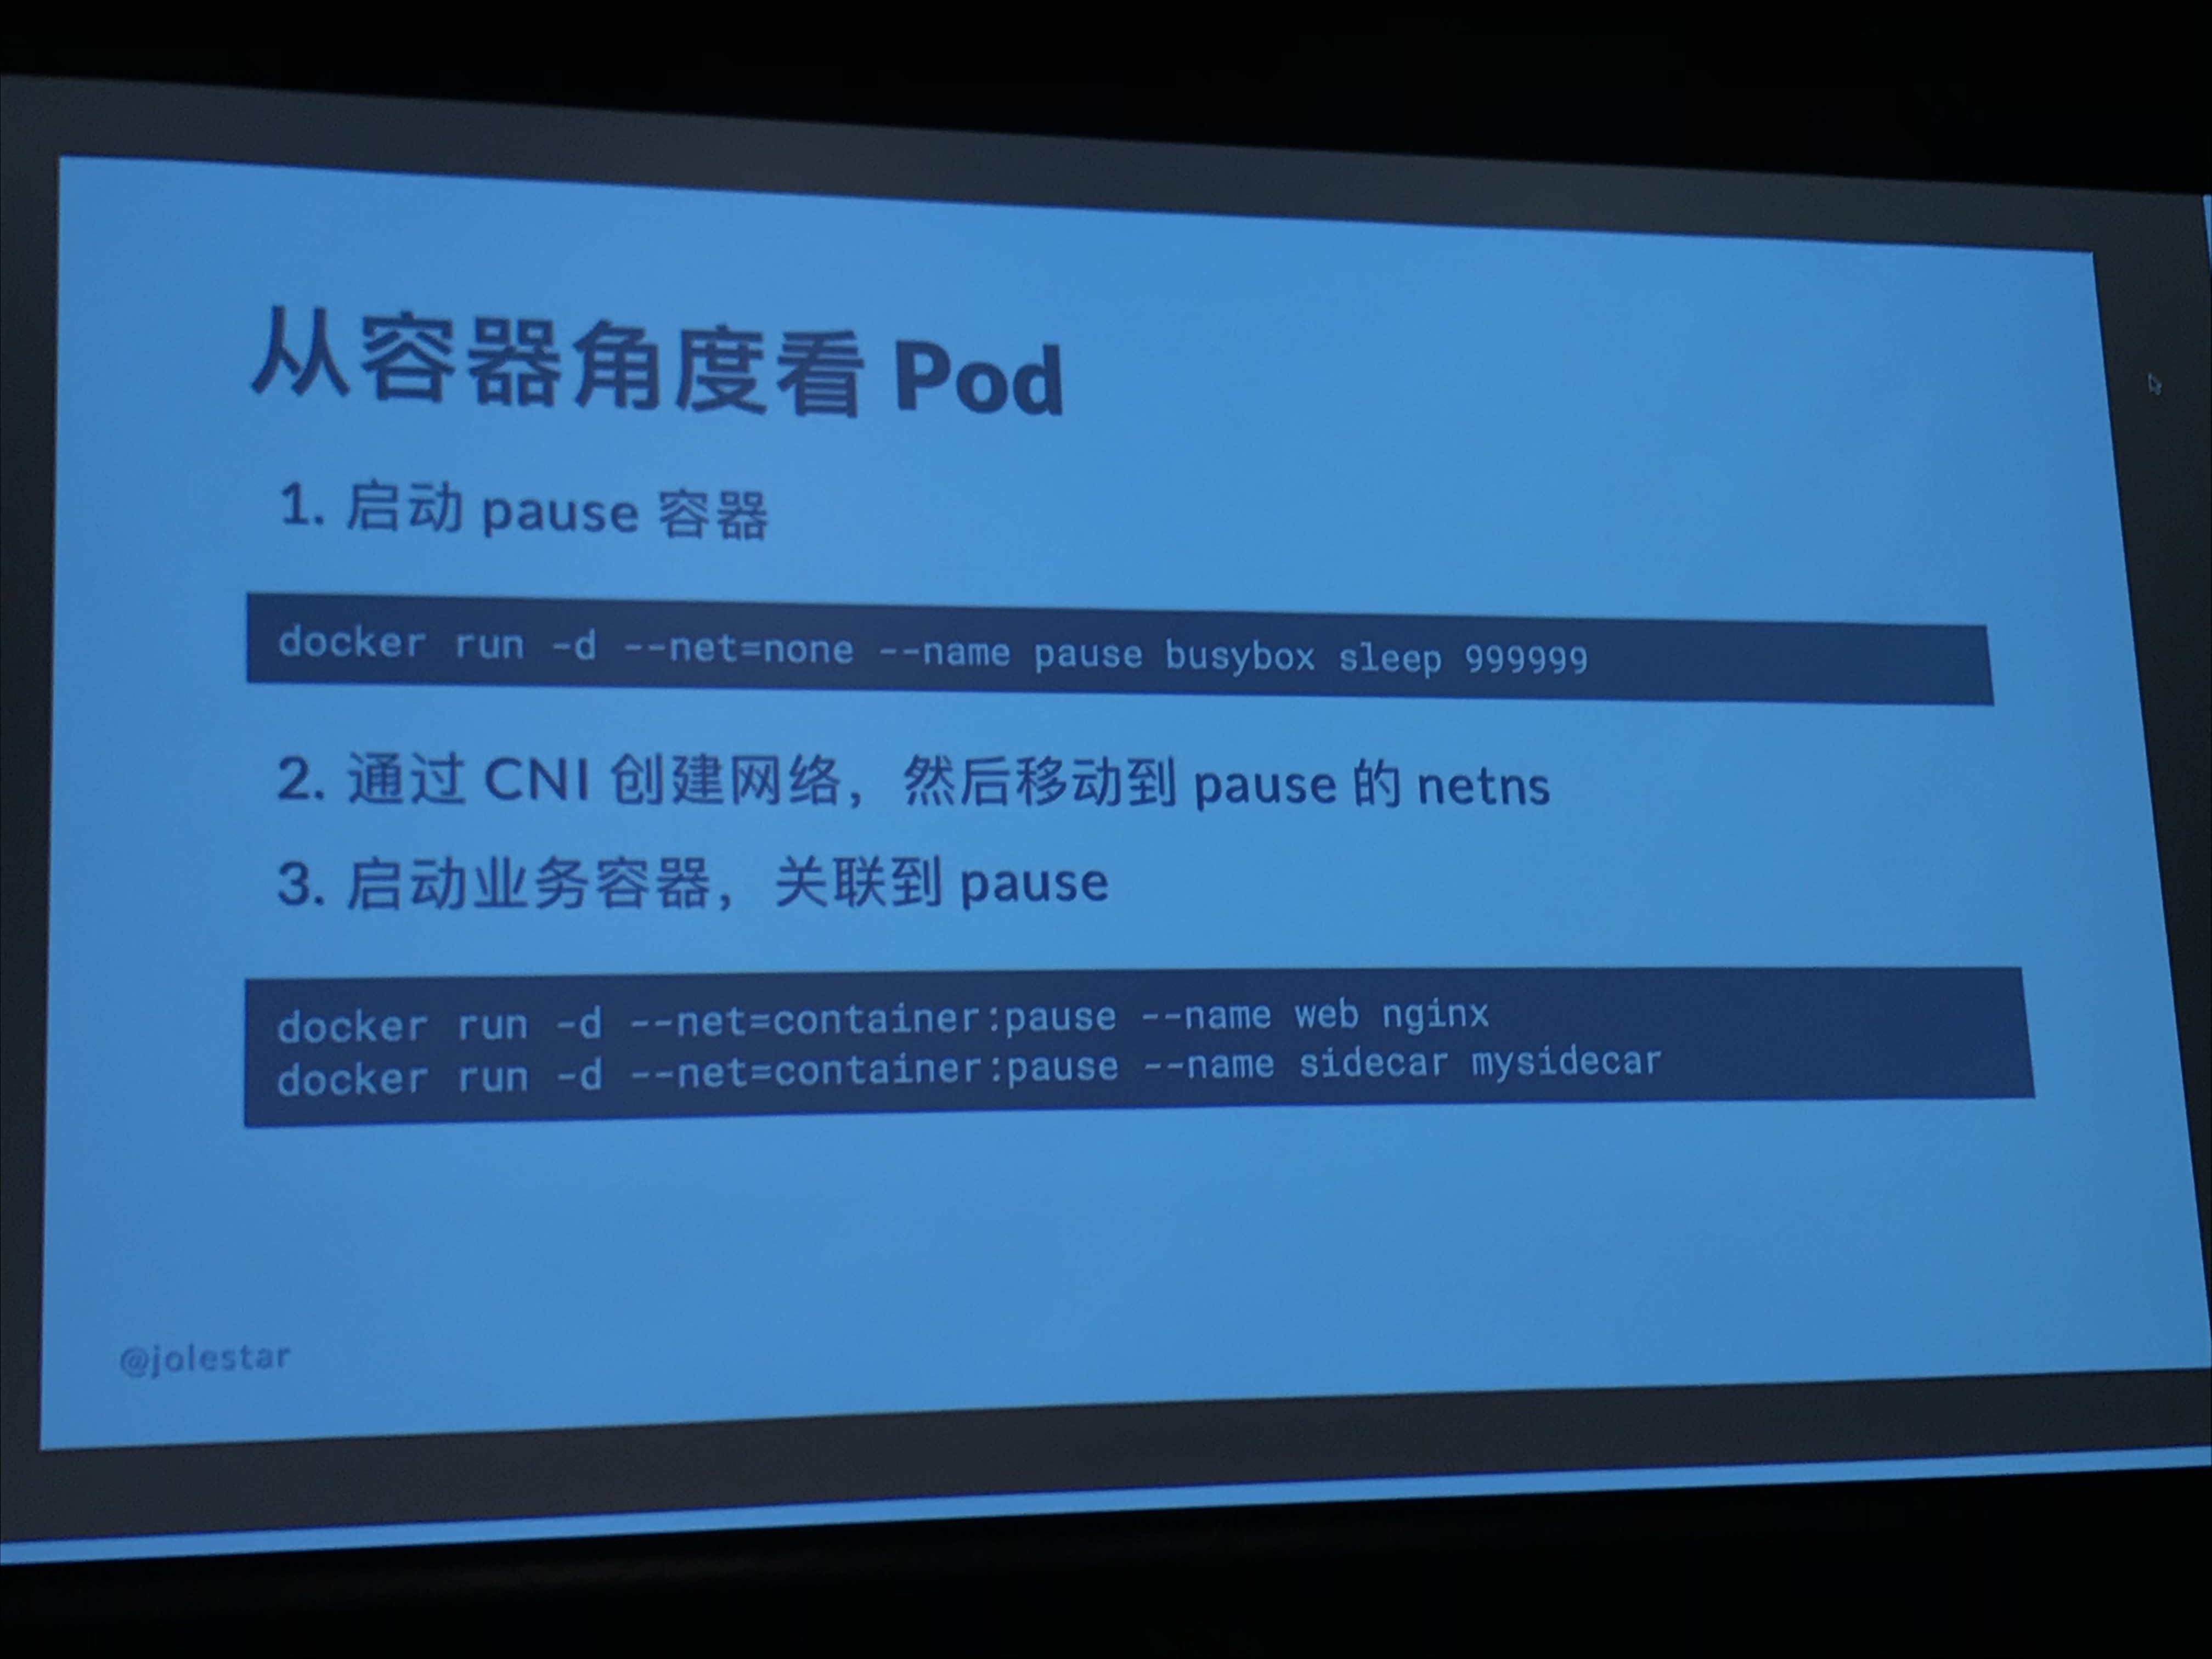 从容器角度看 Pod
1. 启动 pause 容器
docker run -d --net=none --name pause busybox sleep 999999
2. 通过 CNI 创建网络，然后移动到 pause 的 netns
3. 启动业务容器，关联到 pause
docker run -d --net=container:pause --name web nginx
docker run -d --net=container:pause --name sidecar mysidecar
@jolestar